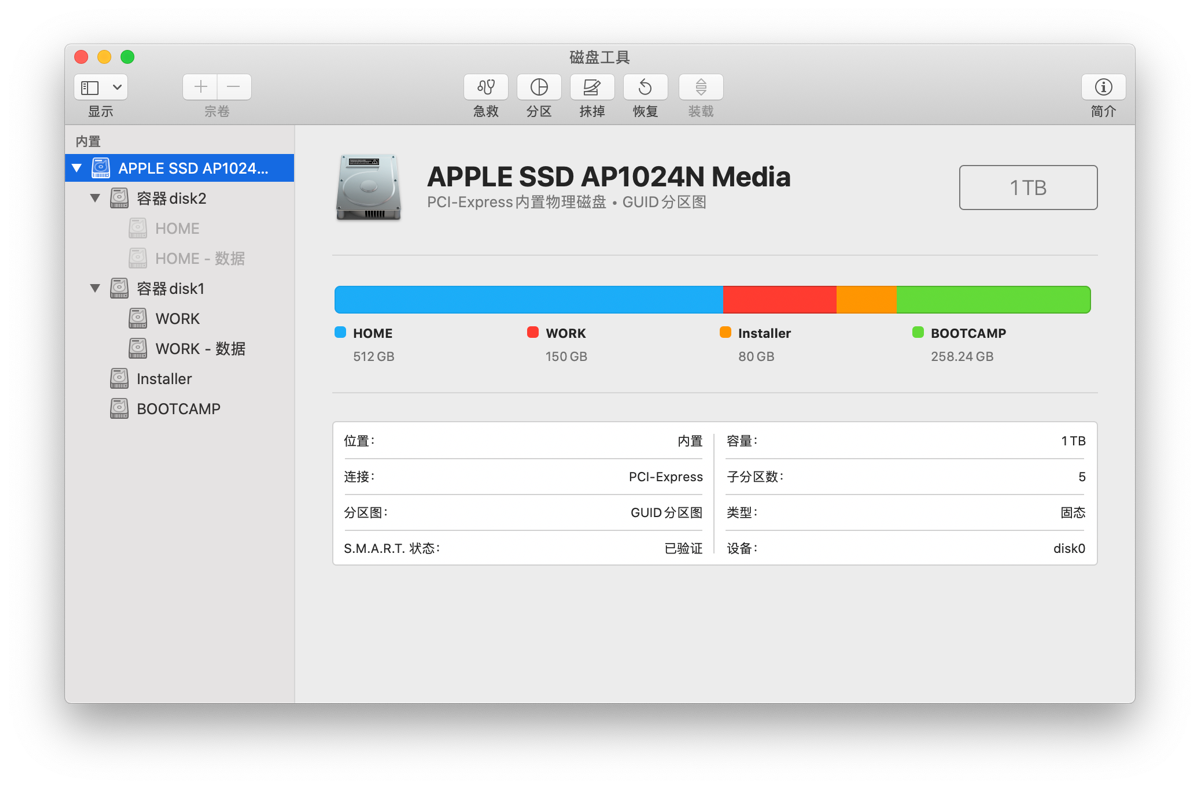 磁盘工具
显示
宗卷
急救
分区
抹掉
恢复
装载
简介
内置
APPLE SSD AP1024...
容器disk2
HOME
HOME - 数据
容器disk1
WORK
WORK - 数据
Installer
BOOTCAMP
APPLE SSD AP1024N Media
PCI-Express内置物理磁盘 • GUID分区图
1TB
HOME
512 GB
WORK
150 GB
Installer
80 GB
BOOTCAMP
258.24 GB
位置: 内置
容量: 1 TB
连接: PCI-Express
子分区数: 5
分区图: GUID分区图
类型: 固态
S.M.A.R.T. 状态: 已验证
设备: disk0